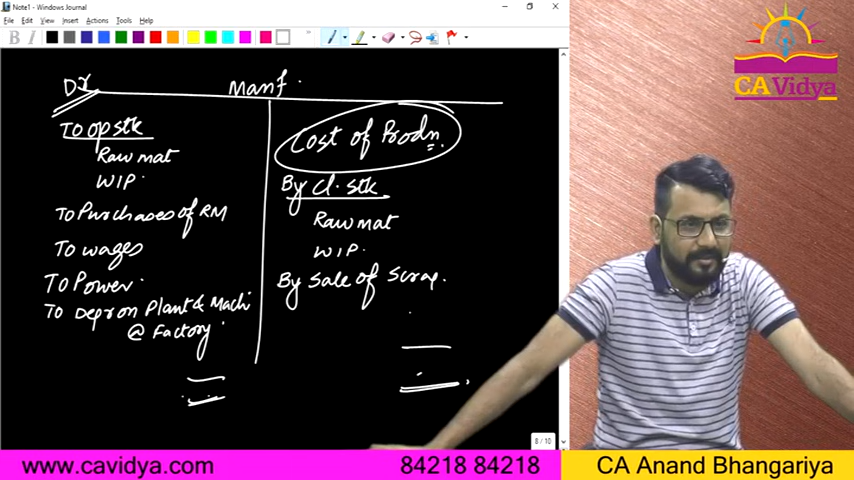 Note1 - Windows Journal
File Edit View Insert Actions Tools Help
B I
Dr Manf.
To op stk
Raw mat
WIP.
To Purchases of RM
To wages
To Power.
To Depr on Plant & Machi
@ Factory
Cost of Prodn.
By Cl. stk
Raw mat
WIP.
By Sale of Scrap.
8 / 10
CA Vidya
www.cavidya.com 84218 84218 CA Anand Bhangariya